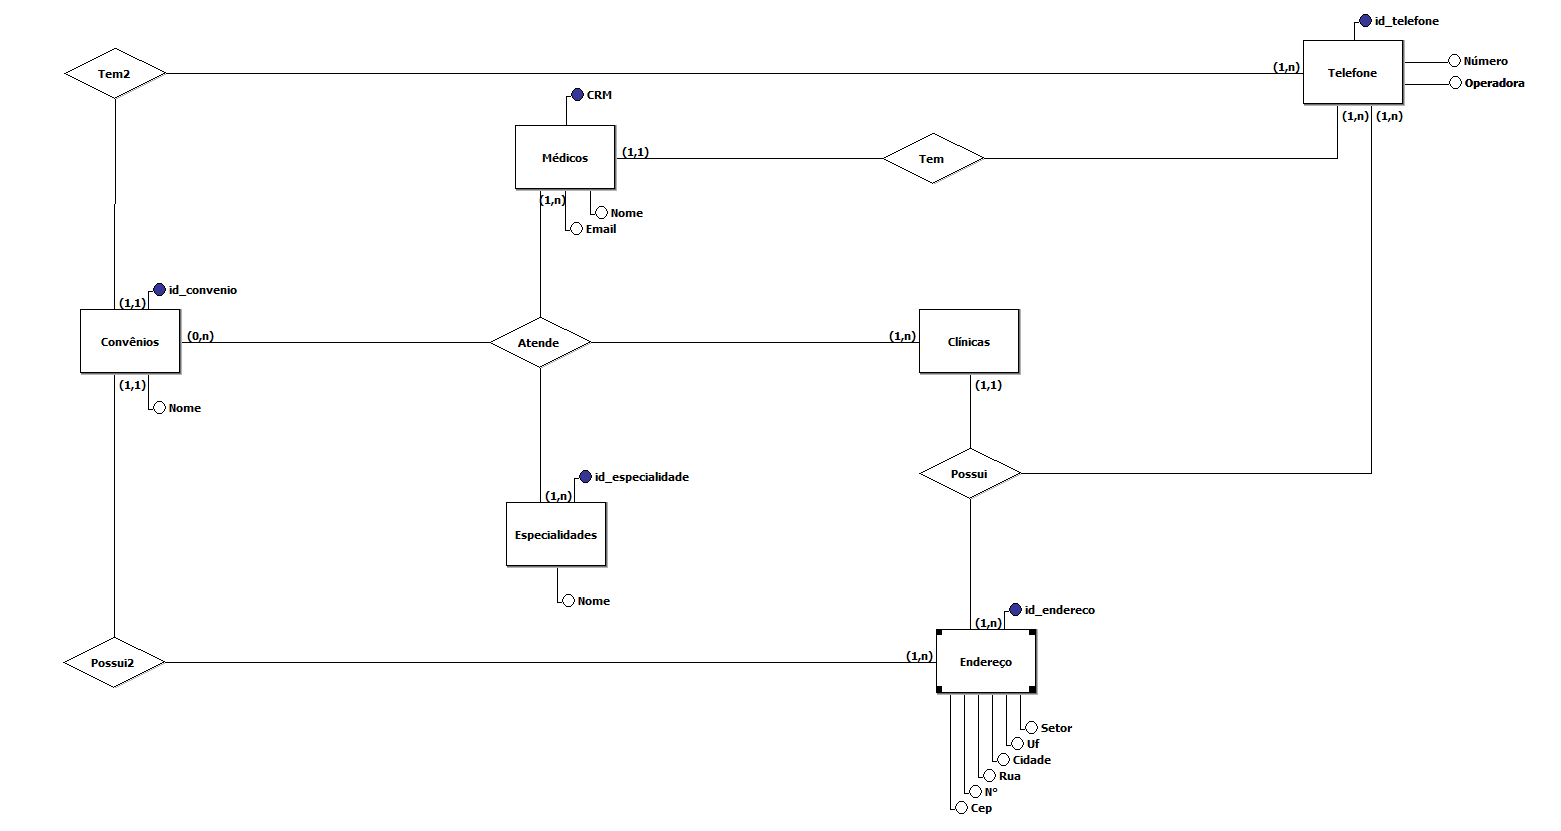 id_telefone
Tem2
(1,n)
Telefone
Número
Operadora
CRM
(1,n)
(1,n)
Médicos
(1,1)
Tem
(1,n)
Nome
Email
id_convenio
(1,1)
Convênios
(0,n)
Atende
(1,n)
Clínicas
(1,1)
(1,1)
Nome
Possui
id_especialidade
(1,n)
Especialidades
Nome
id_endereco
(1,n)
Possui2
(1,n)
Endereço
Setor
Uf
Cidade
Rua
N°
Cep